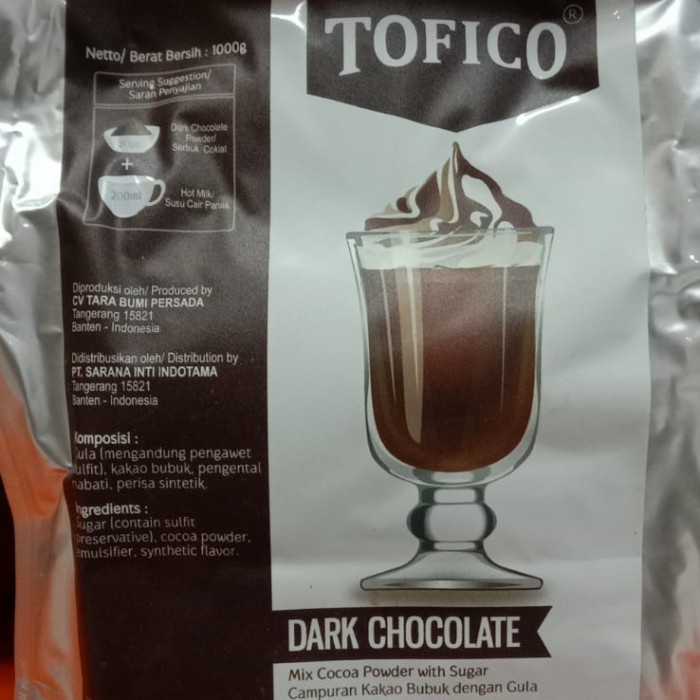 TOFICO®
Netto/ Berat Bersih : 1000g
Serving Suggestion/
Saran Penyajian
Dark Chocolate
Powder/
Serbuk Coklat
+
200ml
Hot Milk/
Susu Cair Panas
Diproduksi oleh/ Produced by
CV TARA BUMI PERSADA
Tangerang 15821
Banten - Indonesia
Didistribusikan oleh/ Distribution by
PT. SARANA INTI INDOTAMA
Tangerang 15821
Banten - Indonesia
Komposisi :
Gula (mengandung pengawet
sulfit), kakao bubuk, pengental
nabati, perisa sintetik.
Ingredients :
Sugar (contain sulfit
preservative), cocoa powder,
emulsifier, synthetic flavor.
DARK CHOCOLATE
Mix Cocoa Powder with Sugar
Campuran Kakao Bubuk dengan Gula